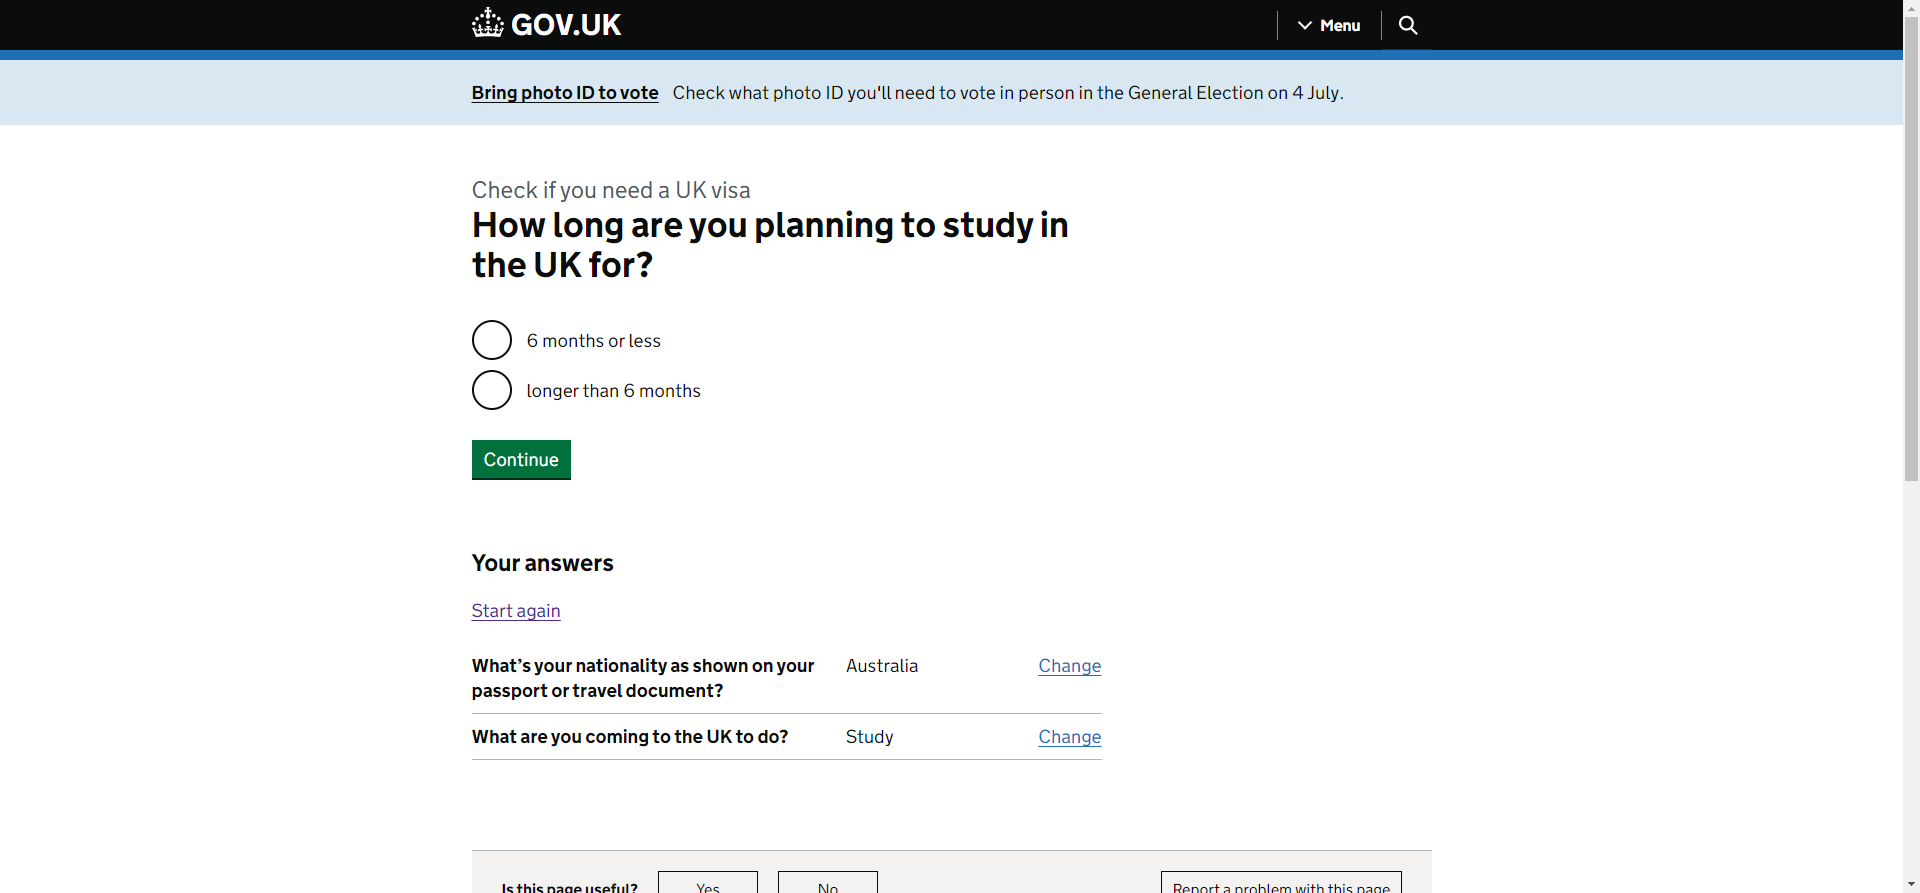 GOV.UK
Menu
Bring photo ID to vote Check what photo ID you'll need to vote in person in the General Election on 4 July.
Check if you need a UK visa
How long are you planning to study in
the UK for?
6 months or less
longer than 6 months
Continue
Your answers
Start again
What’s your nationality as shown on your
passport or travel document?
Australia
Change
What are you coming to the UK to do?
Study
Change
Is this page useful?
Yes
No
Report a problem with this page